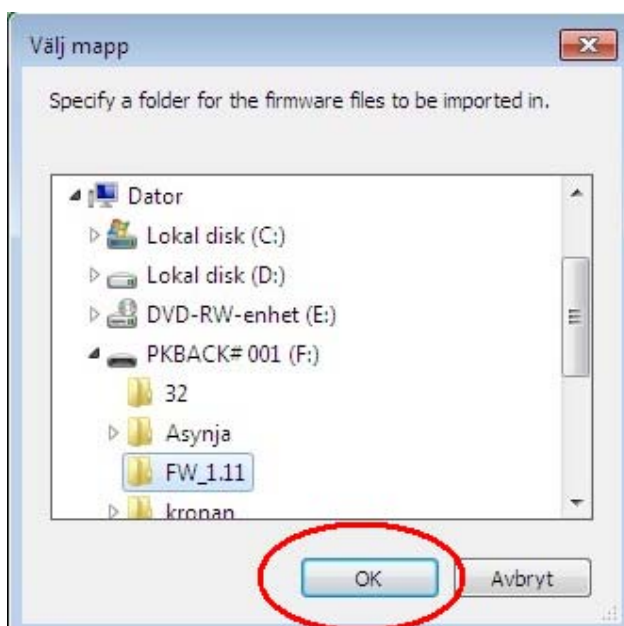 Välj mapp
Specify a folder for the firmware files to be imported in.
Dator
Lokal disk (C:)
Lokal disk (D:)
DVD-RW-enhet (E:)
PKBACK# 001 (F:)
32
Asynja
FW_1.11
kronan
OK
Avbryt